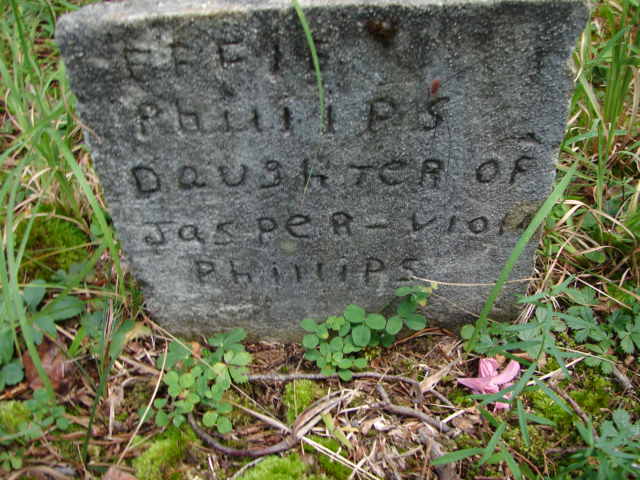 EFFIE
PhillIPS
DaughTER OF
JasPER - VIOla
PhillIPS